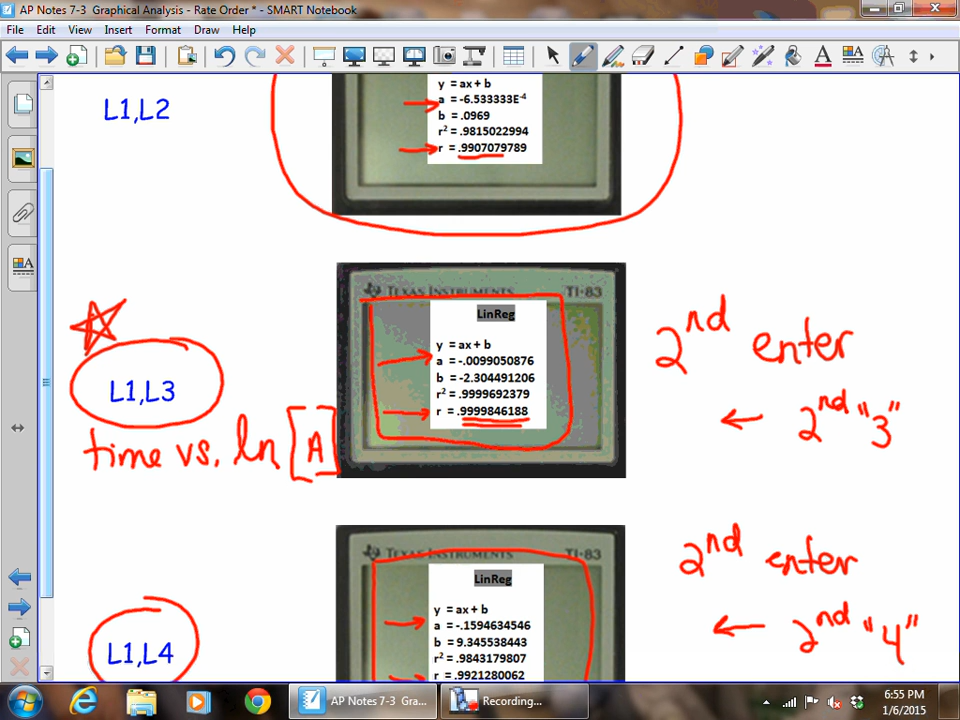 AP Notes 7-3 Graphical Analysis - Rate Order * - SMART Notebook
File Edit View Insert Format Draw Help
L1,L2
y = ax + b
a = -6.533333E-4
b = .0969
r² = .9815022994
r = .9907079789
TEXAS INSTRUMENTS TI-83
LinReg
y = ax + b
a = -.0099050876
b = -2.304491206
r² = .9999692379
r = .9999846188
L1,L3
time vs. ln [A]
2nd enter
← 2nd "3"
TEXAS INSTRUMENTS TI-83
LinReg
y = ax + b
a = -.1594634546
b = 9.345538443
r² = .9843179807
r = .9921280062
L1,L4
2nd enter
← 2nd "4"
AP Notes 7-3 Gra...
Recording...
6:55 PM
1/6/2015